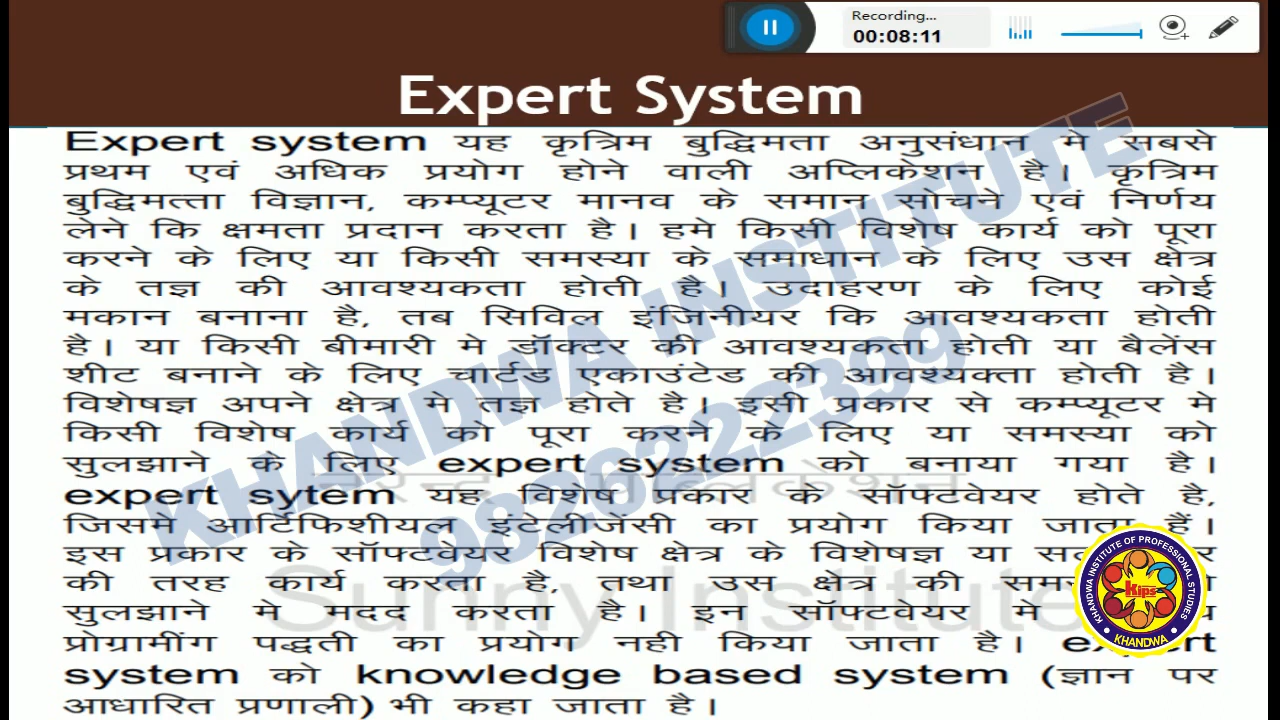 Recording...
00:08:11
Expert System
Expert system यह कृत्रिम बुद्धिमता अनुसंधान मे सबसे
प्रथम एवं अधिक प्रयोग होने वाली अप्लिकेशन है। कृत्रिम
बुद्धिमत्ता विज्ञान, कम्प्यूटर मानव के समान सोचने एवं निर्णय
लेने कि क्षमता प्रदान करता है। हमे किसी विशेष कार्य को पूरा
करने के लिए या किसी समस्या के समाधान के लिए उस क्षेत्र
के तज्ञ की आवश्यकता होती है। उदाहरण के लिए कोई
मकान बनाना है, तब सिविल इंजिनीयर कि आवश्यकता होती
है। या किसी बीमारी मे डॉक्टर की आवश्यकता होती या बैलेंस
शीट बनाने के लिए चार्टर्ड एकाउंटेड की आवश्यक्ता होती है।
विशेषज्ञ अपने क्षेत्र मे तज्ञ होते है। इसी प्रकार से कम्प्यूटर मे
किसी विशेष कार्य को पूरा करने के लिए या समस्या को
सुलझाने के लिए expert system को बनाया गया है।
expert sytem यह विशेष प्रकार के सॉफ्टवेयर होते है,
जिसमे आर्टिफिशीयल इंटेलीजेंसी का प्रयोग किया जाता हैं।
इस प्रकार के सॉफ्टवेयर विशेष क्षेत्र के विशेषज्ञ या
की तरह कार्य करता है, तथा उस क्षेत्र की
सुलझाने मे मदद करता है। इन सॉफ्टवेयर मे
प्रोग्रामींग पद्धती का प्रयोग नही किया जाता है। expert
system को knowledge based system (ज्ञान पर
आधारित प्रणाली) भी कहा जाता है।
KHANDWA INSTITUTE
9826222399
Sunny Institute
KHANDWA INSTITUTE OF PROFESSIONAL STUDIES
kips
KHANDWA